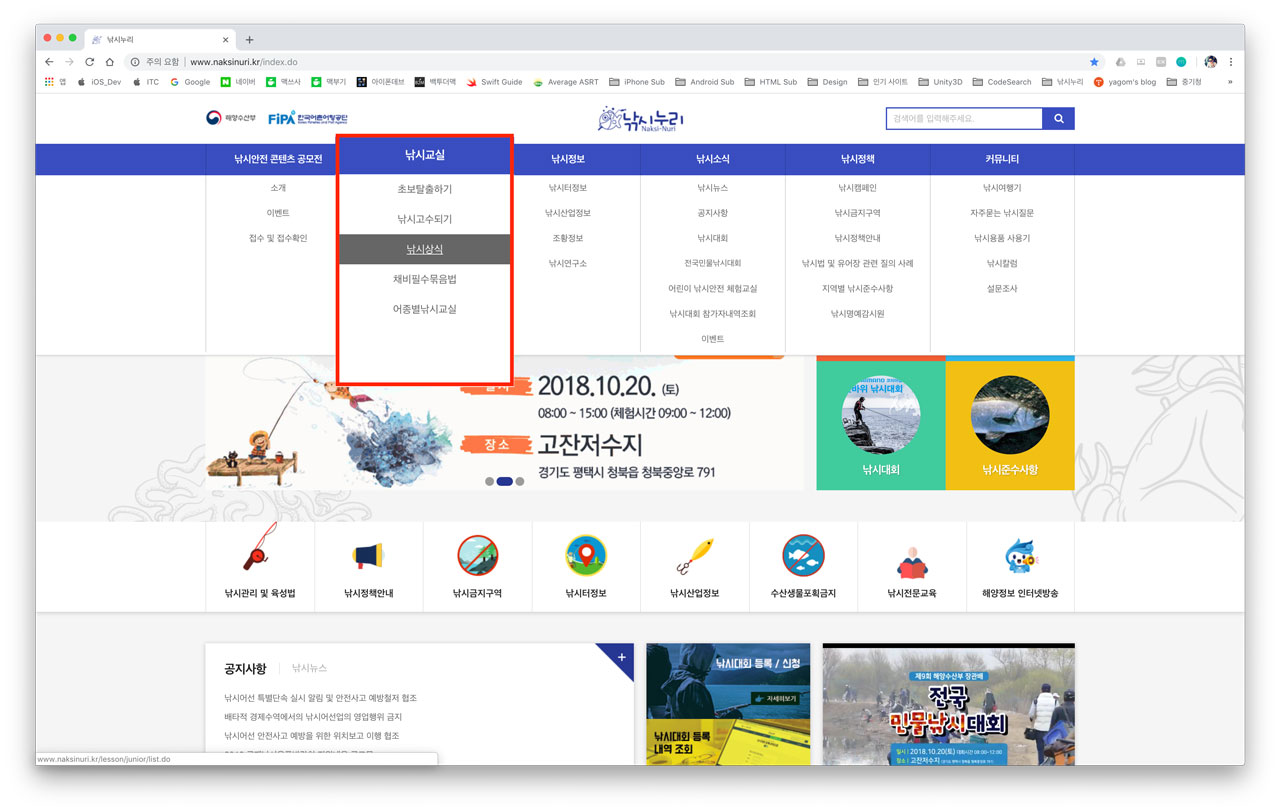 낚시누리
주의 요함 | www.naksinuri.kr/index.do
앱 iOS_Dev ITC Google 네이버 맥쓰사 맥부기 아이폰데브 백투더맥 Swift Guide Average ASRT iPhone Sub Android Sub HTML Sub Design 인기 사이트 Unity3D CodeSearch 낚시누리 yagom's blog 중기청 »
해양수산부 FiPA 한국어촌어항공단 낚시누리 검색어를 입력해주세요.
Naksi-Nuri
낚시안전 콘텐츠 공모전 낚시교실 낚시정보 낚시소식 낚시정책 커뮤니티
소개 초보탈출하기 낚시터정보 낚시뉴스 낚시캠페인 낚시여행기
이벤트 낚시고수되기 낚시산업정보 공지사항 낚시금지구역 자주묻는 낚시질문
접수 및 접수확인 낚시상식 조황정보 낚시대회 낚시정책안내 낚시용품 사용기
채비필수묶음법 낚시연구소 전국민물낚시대회 낚시법 및 유어장 관련 질의 사례 낚시칼럼
어종별낚시교실 어린이 낚시안전 체험교실 지역별 낚시준수사항 설문조사
낚시대회 참가자내역조회 낚시명예감시원
이벤트
2018.10.20. (토)
08:00 ~ 15:00 (체험시간 09:00 ~ 12:00)
장소 고잔저수지
경기도 평택시 청북읍 청북중앙로 791
바위 낚시대회
낚시대회 낚시준수사항
낚시관리 및 육성법 낚시정책안내 낚시금지구역 낚시터정보 낚시산업정보 수산생물포획금지 낚시전문교육 해양정보 인터넷방송
공지사항 낚시뉴스 +
낚시어선 특별단속 실시 알림 및 안전사고 예방철저 협조
배타적 경제수역에서의 낚시어선업의 영업행위 금지
낚시어선 안전사고 예방을 위한 위치보고 이행 협조
낚시대회 등록 / 신청
자세히보기
낚시대회 등록
내역 조회
제9회 해양수산부 장관배
전국
민물낚시대회
일시 | 2018.10.20(토) 대회시간 08:00~12:00
장소 | 고잔저수지
www.naksinuri.kr/lesson/junior/list.do